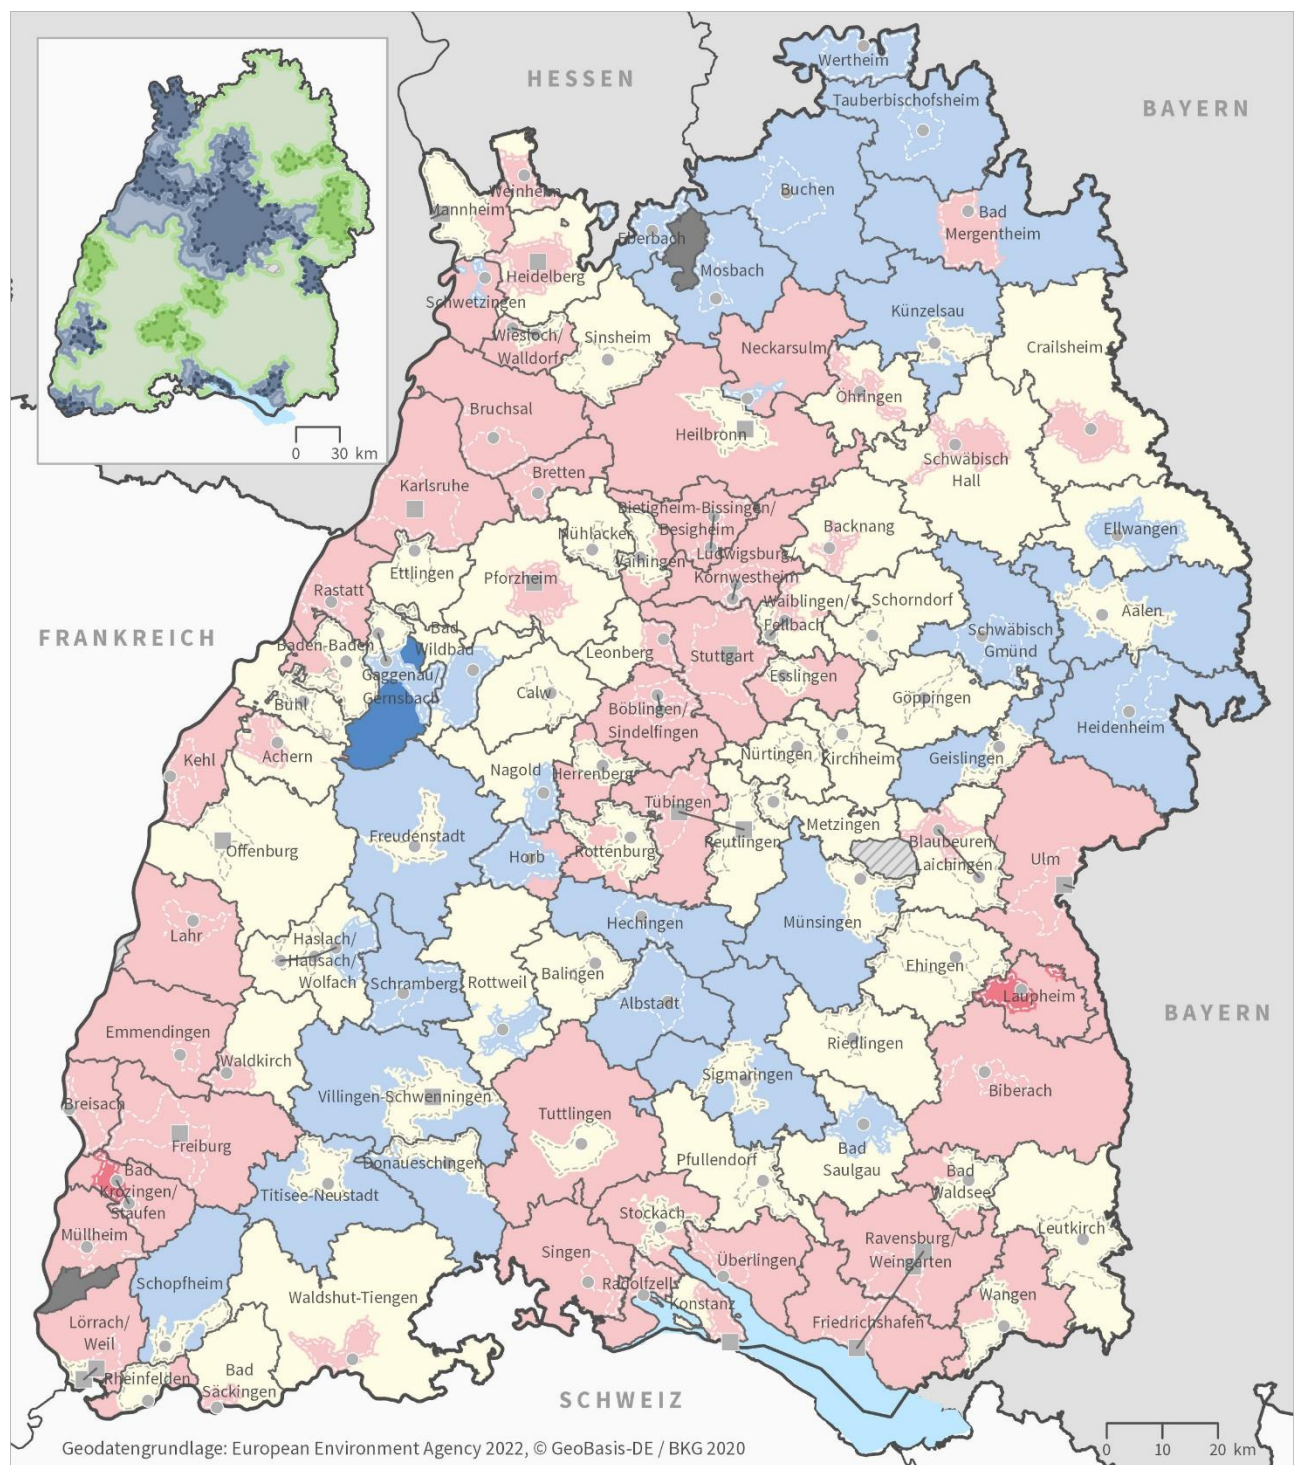 HESSEN
BAYERN
Wertheim
Tauberbischofsheim
Buchen
Weinheim
Mannheim
Bad
Mergentheim
Eberbach
Mosbach
Heidelberg
Schwetzingen
Künzelsau
Wiesloch/
Walldorf
Sinsheim
Neckarsulm
Crailsheim
Öhringen
Bruchsal
Heilbronn
Schwäbisch
Hall
0 30 km
Karlsruhe
Bretten
Bietigheim-Bissingen/
Besigheim
Mühlacker
Backnang
Ellwangen
Vaihingen
Ludwigsburg/
Kornwestheim
Ettlingen
Pforzheim
Rastatt
Waiblingen/
Fellbach
Schorndorf
Aalen
FRANKREICH
Baden-Baden
Bad
Wildbad
Leonberg
Stuttgart
Schwäbisch
Gmünd
Gaggenau/
Gernsbach
Esslingen
Bühl
Calw
Böblingen/
Sindelfingen
Göppingen
Heidenheim
Kehl
Achern
Nagold
Herrenberg
Nürtingen
Kirchheim
Geislingen
Tübingen
Metzingen
Freudenstadt
Reutlingen
Blaubeuren/
Laichingen
Offenburg
Horb
Rottenburg
Ulm
Lahr
Haslach/
Hausach/
Wolfach
Hechingen
Münsingen
Schramberg
Rottweil
Balingen
Albstadt
Ehingen
Laupheim
BAYERN
Emmendingen
Waldkirch
Riedlingen
Breisach
Villingen-Schwenningen
Sigmaringen
Biberach
Freiburg
Tuttlingen
Bad
Saulgau
Bad
Krozingen/
Staufen
Donaueschingen
Titisee-Neustadt
Pfullendorf
Bad
Waldsee
Müllheim
Stockach
Leutkirch
Singen
Überlingen
Ravensburg/
Weingarten
Schopfheim
Waldshut-Tiengen
Radolfzell
Konstanz
Wangen
Lörrach/
Weil
Friedrichshafen
Rheinfelden
Bad
Säckingen
SCHWEIZ
Geodatengrundlage: European Environment Agency 2022, © GeoBasis-DE / BKG 2020
0 10 20 km